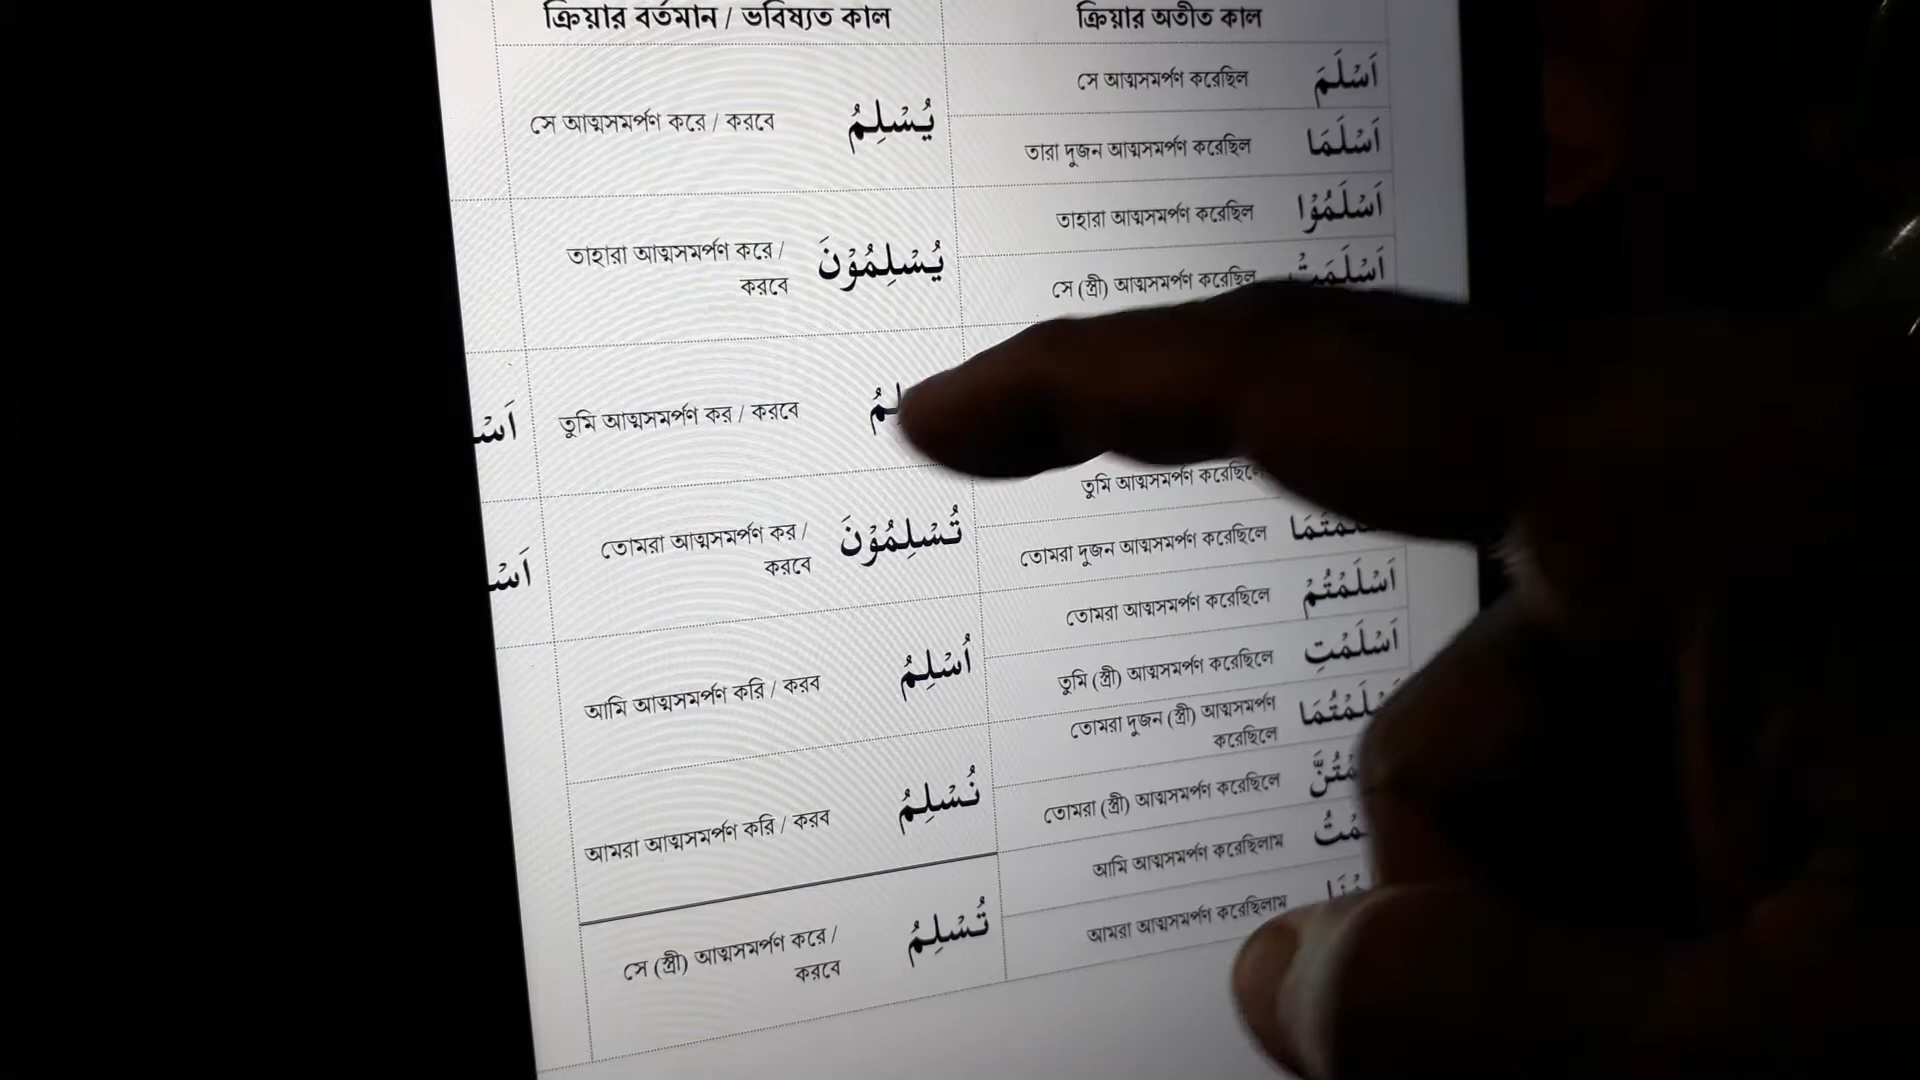 ক্রিয়ার বর্তমান / ভবিষ্যত কাল
ক্রিয়ার অতীত কাল
সে আত্মসমর্পণ করেছিল اَسْلَمَ
তারা দুজন আত্মসমর্পণ করেছিল اَسْلَمَا
তাহারা আত্মসমর্পণ করেছিল اَسْلَمُوْا
সে (স্ত্রী) আত্মসমর্পণ করেছিল اَسْلَمَتْ
তুমি আত্মসমর্পণ
তোমরা দুজন আত্মসমর্পণ করেছিলে
তোমরা আত্মসমর্পণ করেছিলে اَسْلَمْتُمْ
তুমি (স্ত্রী) আত্মসমর্পণ করেছিলে اَسْلَمْتِ
তোমরা দুজন (স্ত্রী) আত্মসমর্পণ
করেছিলে
তোমরা (স্ত্রী) আত্মসমর্পণ করেছিলে
আমি আত্মসমর্পণ করেছিলাম
আমরা আত্মসমর্পণ করেছিলাম
সে আত্মসমর্পণ করে / করবে يُسْلِمُ
তাহারা আত্মসমর্পণ করে / يُسْلِمُوْنَ
করবে
তুমি আত্মসমর্পণ কর / করবে
তোমরা আত্মসমর্পণ কর / تُسْلِمُوْنَ
করবে
আমি আত্মসমর্পণ করি / করব اُسْلِمُ
আমরা আত্মসমর্পণ করি / করব نُسْلِمُ
সে (স্ত্রী) আত্মসমর্পণ করে / تُسْلِمُ
করবে